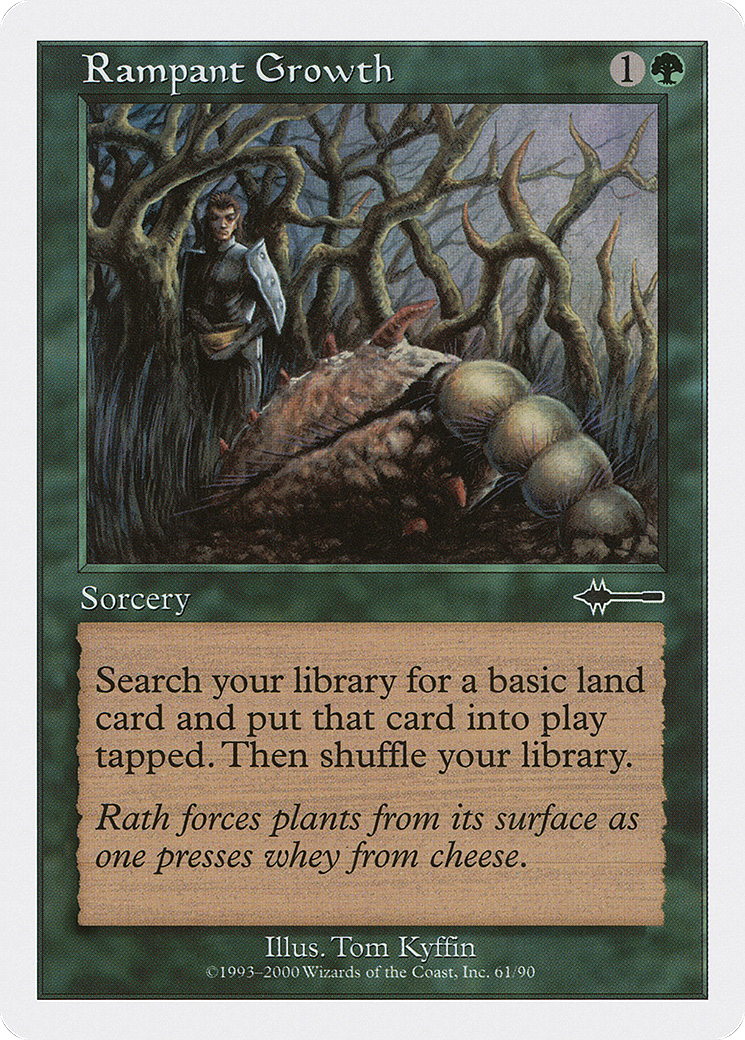 Rampant Growth 1
Sorcery
Search your library for a basic land
card and put that card into play
tapped. Then shuffle your library.
Rath forces plants from its surface as
one presses whey from cheese.
Illus. Tom Kyffin
©1993–2000 Wizards of the Coast, Inc. 61/90